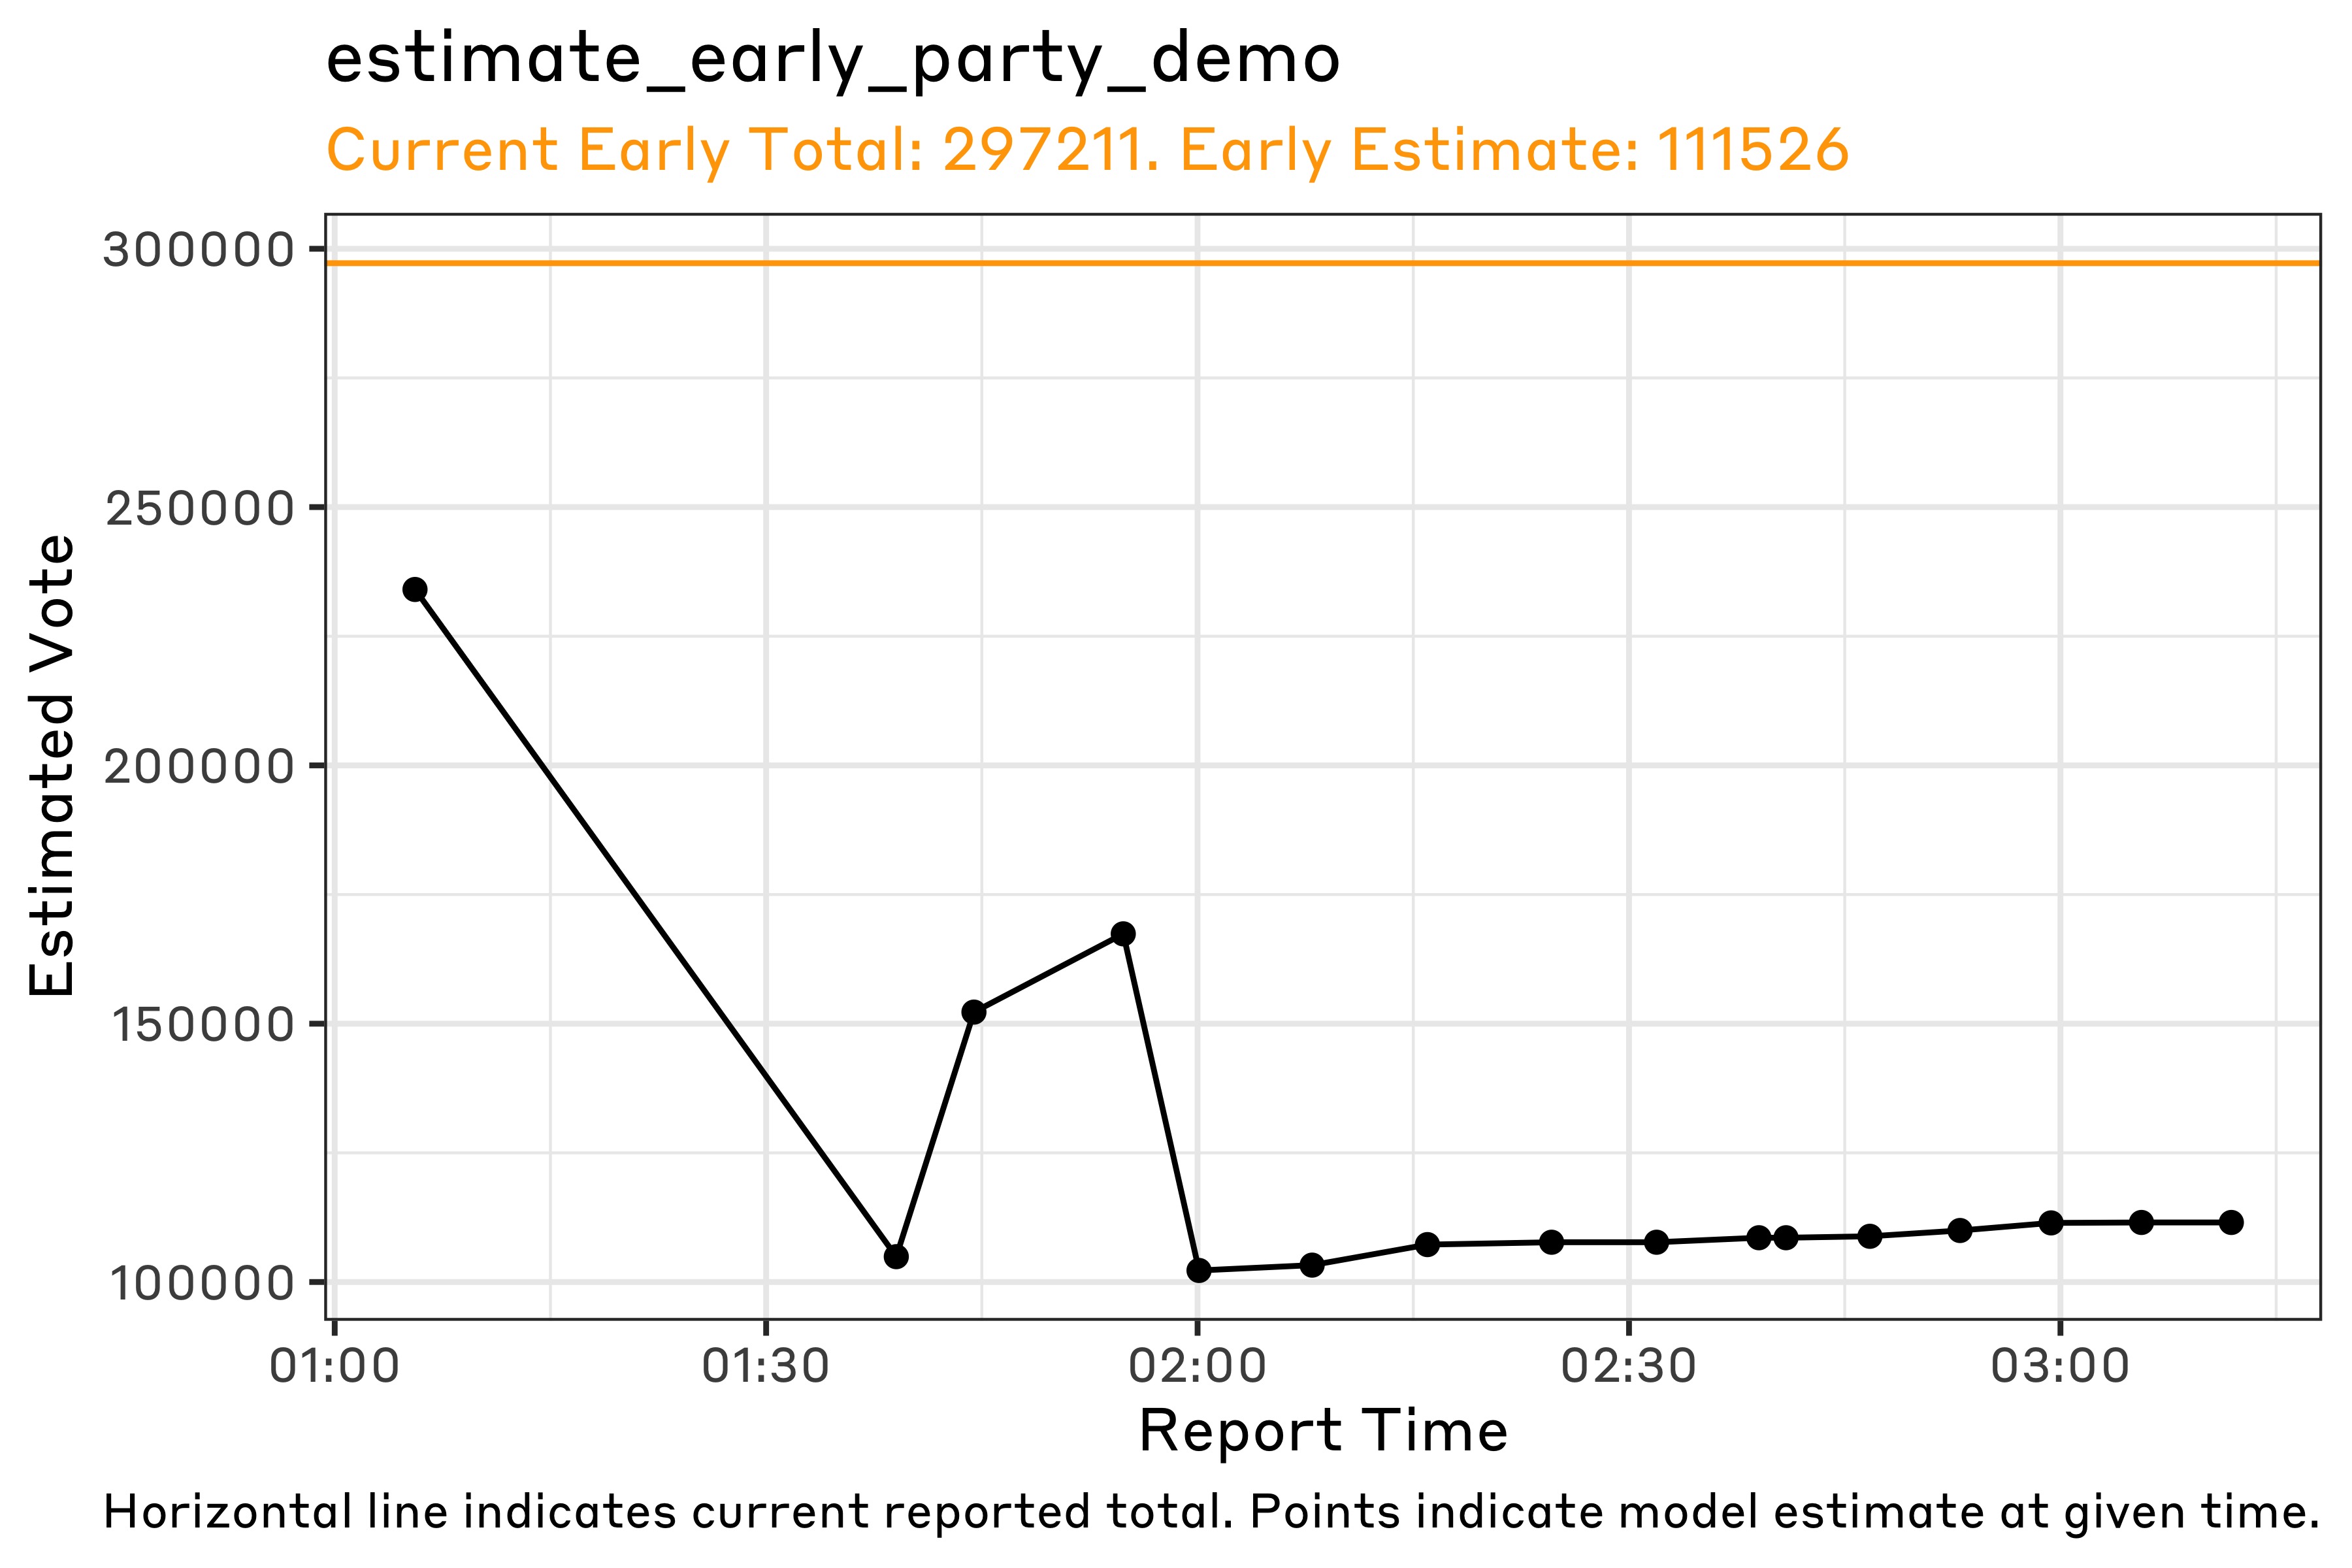 estimate_early_party_demo
Current Early Total: 297211. Early Estimate: 111526
300000
250000
200000
150000
100000
Estimated Vote
01:00 01:30 02:00 02:30 03:00
Report Time
Horizontal line indicates current reported total. Points indicate model estimate at given time.